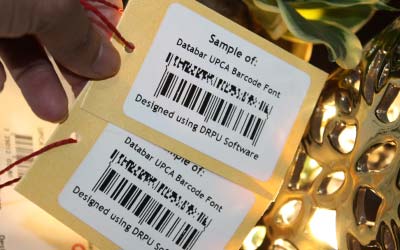 Sample of:
Databar UPCA Barcode Font
Designed using DRPU Software
Sample of:
Databar UPCA Barcode Font
Designed using DRPU Software